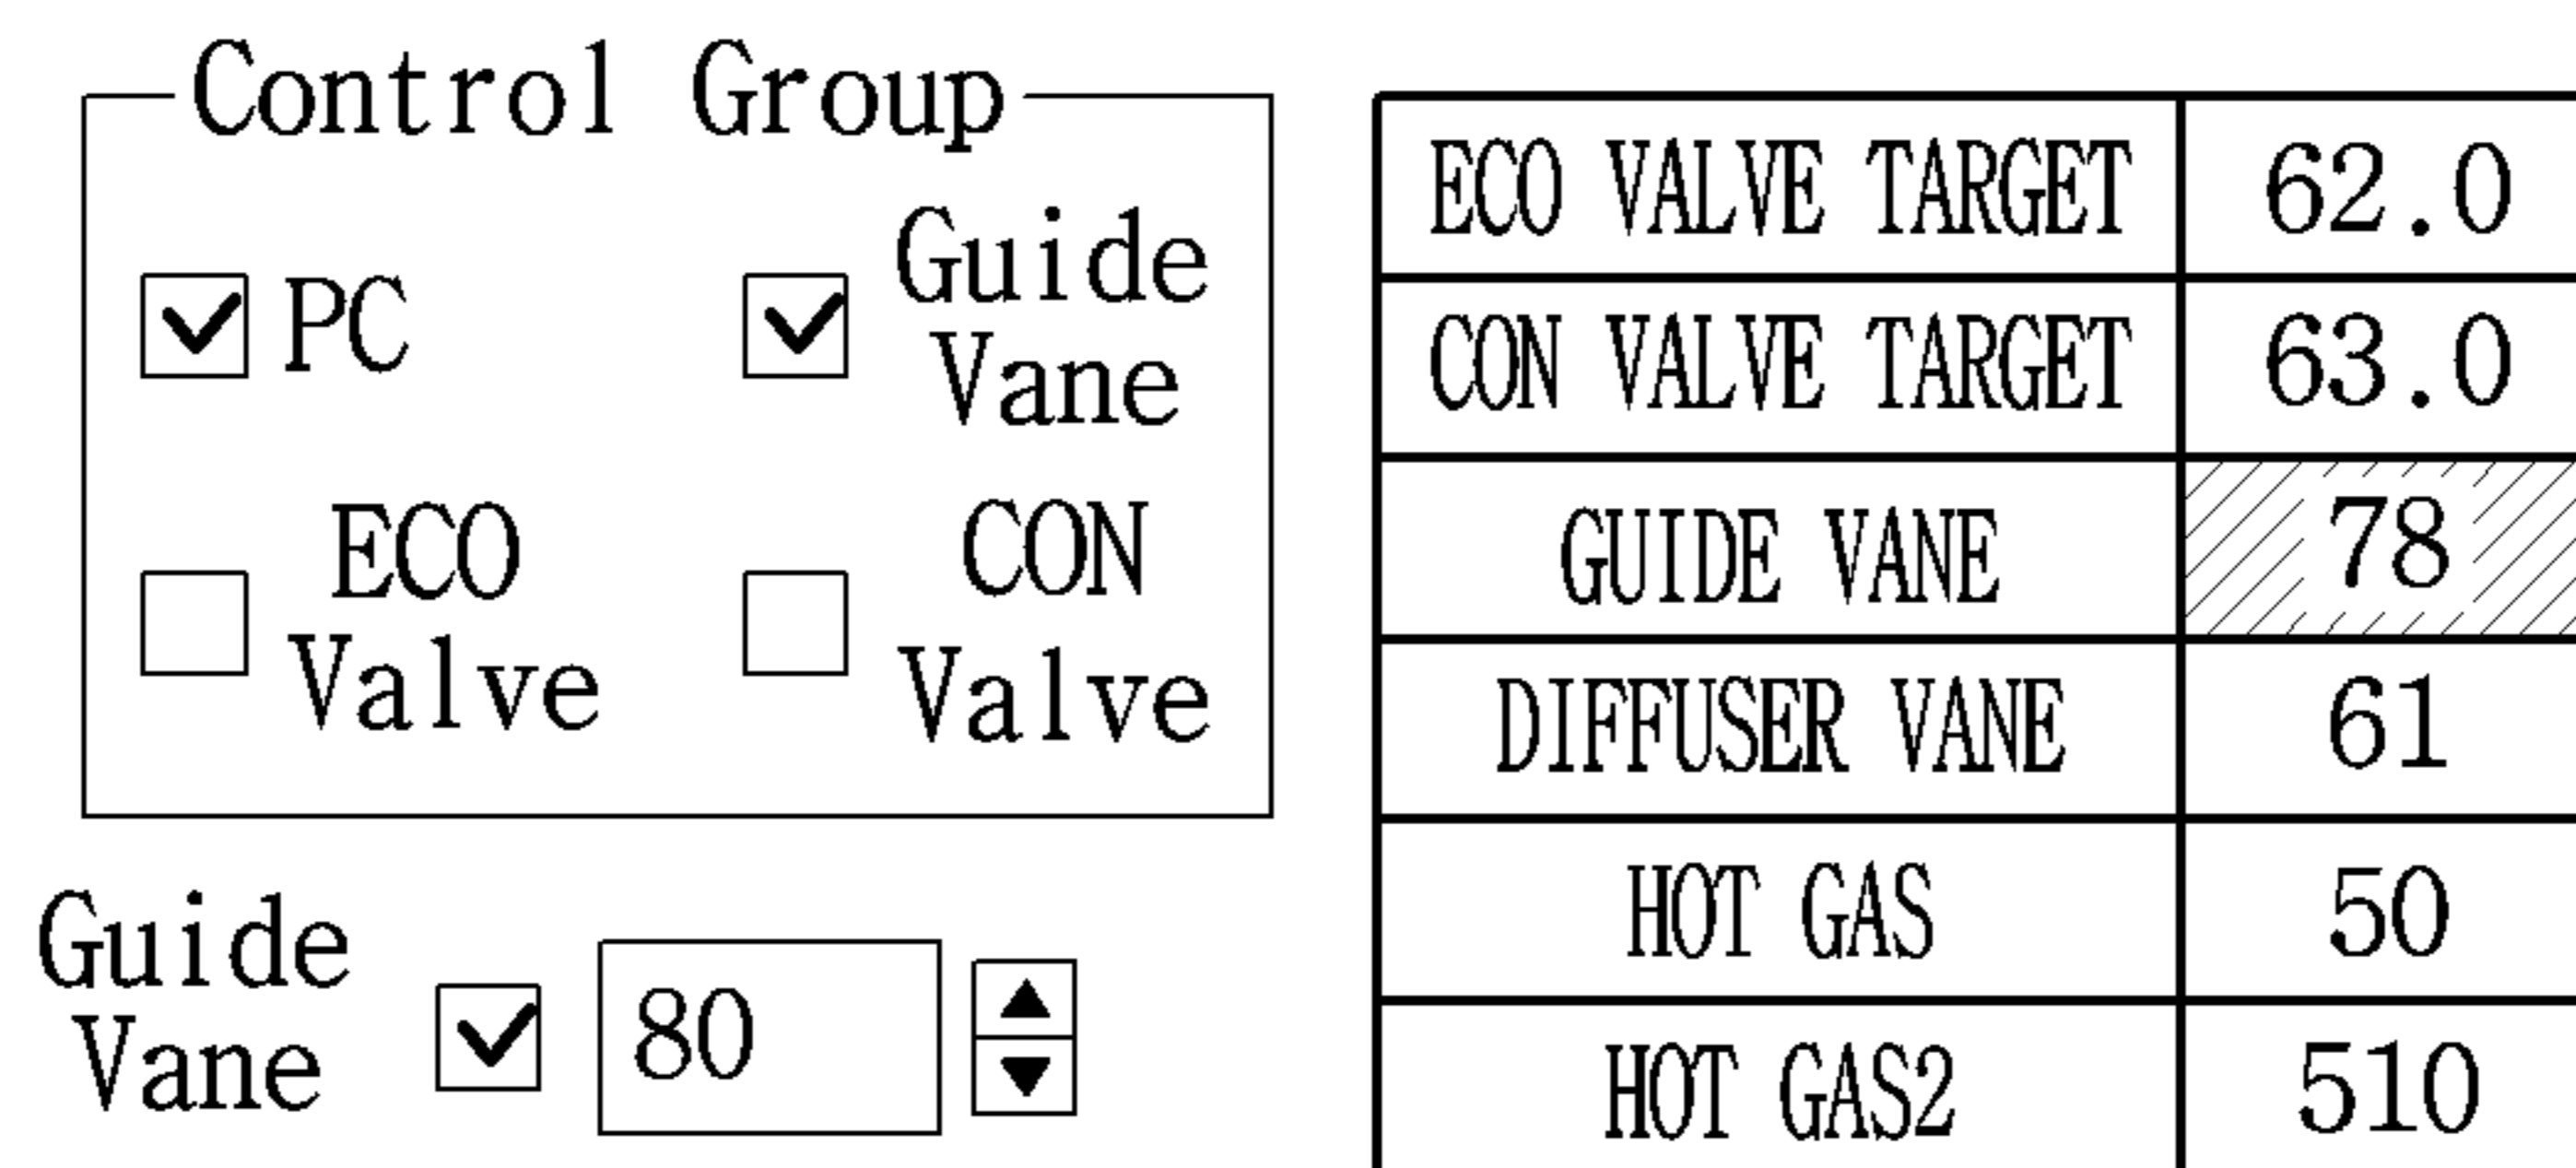 Control Group
PC
Guide
Vane
ECO
Valve
CON
Valve
Guide
Vane
80
ECO VALVE TARGET 62.0
CON VALVE TARGET 63.0
GUIDE VANE 78
DIFFUSER VANE 61
HOT GAS 50
HOT GAS2 510